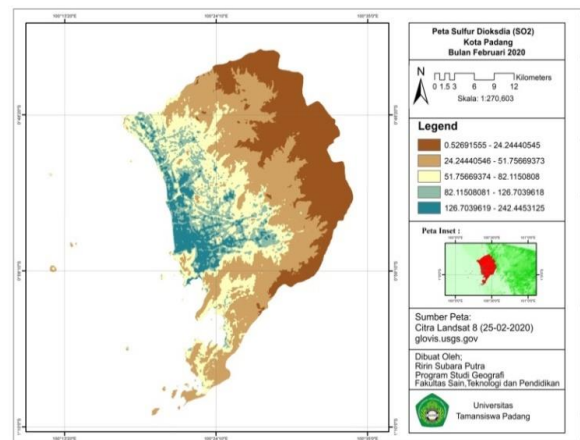 Peta Sulfur Dioksdia (SO2)
Kota Padang
Bulan Februari 2020
N
Kilometers
0 1.5 3 6 9 12
Skala: 1:270,603
Legend
0.52691555 - 24.24440545
24.24440546 - 51.75669373
51.75669374 - 82.11508080
82.11508081 - 126.7039618
126.7039619 - 242.4453125
Peta Inset :
Sumber Peta:
Citra Landsat 8 (25-02-2020)
glovis.usgs.gov
Dibuat Oleh;
Ririn Subara Putra
Program Studi Geografi
Fakultas Sain,Teknologi dan Pendidikan
Universitas
Tamansiswa Padang